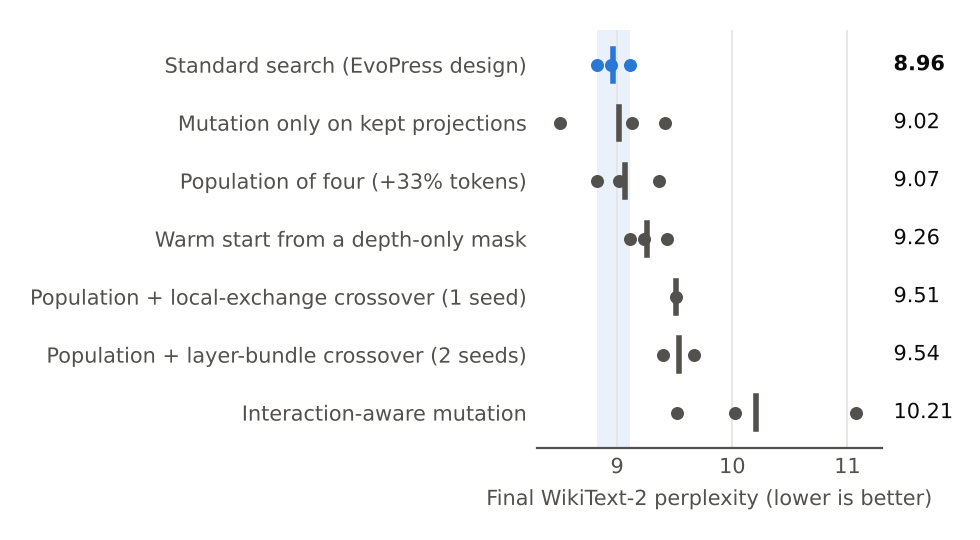 Standard search (EvoPress design) 8.96
Mutation only on kept projections 9.02
Population of four (+33% tokens) 9.07
Warm start from a depth-only mask 9.26
Population + local-exchange crossover (1 seed) 9.51
Population + layer-bundle crossover (2 seeds) 9.54
Interaction-aware mutation 10.21
9 10 11
Final WikiText-2 perplexity (lower is better)